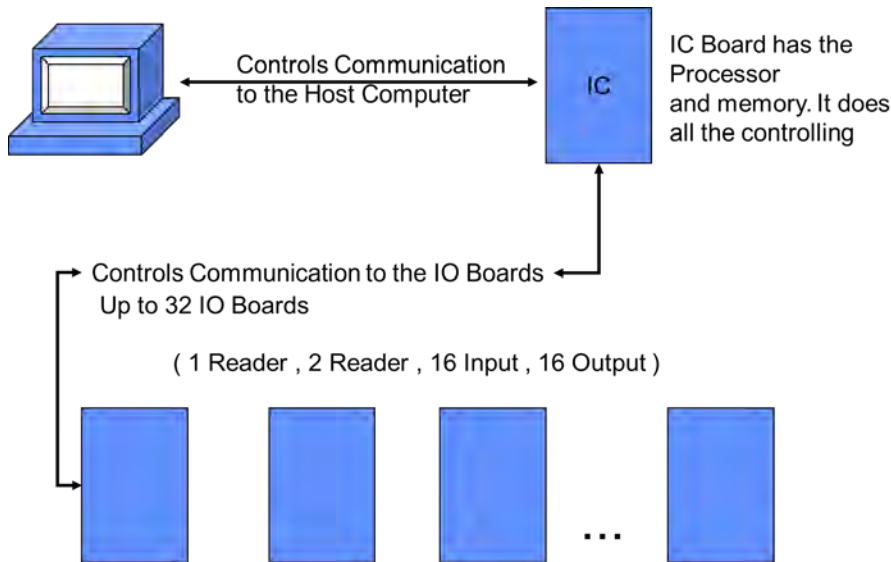 Controls Communication
to the Host Computer
IC
IC Board has the
Processor
and memory. It does
all the controlling
Controls Communication to the IO Boards
Up to 32 IO Boards
( 1 Reader , 2 Reader , 16 Input , 16 Output )
...